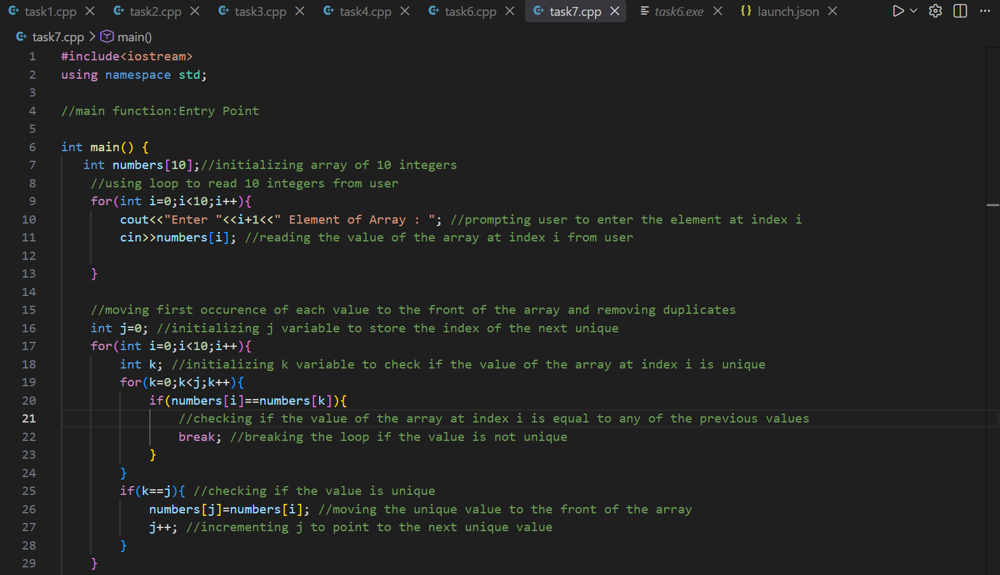 task1.cpp task2.cpp task3.cpp task4.cpp task6.cpp task7.cpp task6.exe launch.json
task7.cpp > main()
1 #include<iostream>
2 using namespace std;
3
4 //main function:Entry Point
5
6 int main() {
7 int numbers[10];//initializing array of 10 integers
8 //using loop to read 10 integers from user
9 for(int i=0;i<10;i++){
10 cout<<"Enter "<<i+1<<" Element of Array : "; //prompting user to enter the element at index i
11 cin>>numbers[i]; //reading the value of the array at index i from user
12
13 }
14
15 //moving first occurence of each value to the front of the array and removing duplicates
16 int j=0; //initializing j variable to store the index of the next unique
17 for(int i=0;i<10;i++){
18 int k; //initializing k variable to check if the value of the array at index i is unique
19 for(k=0;k<j;k++){
20 if(numbers[i]==numbers[k]){
21 //checking if the value of the array at index i is equal to any of the previous values
22 break; //breaking the loop if the value is not unique
23 }
24 }
25 if(k==j){ //checking if the value is unique
26 numbers[j]=numbers[i]; //moving the unique value to the front of the array
27 j++; //incrementing j to point to the next unique value
28 }
29 }